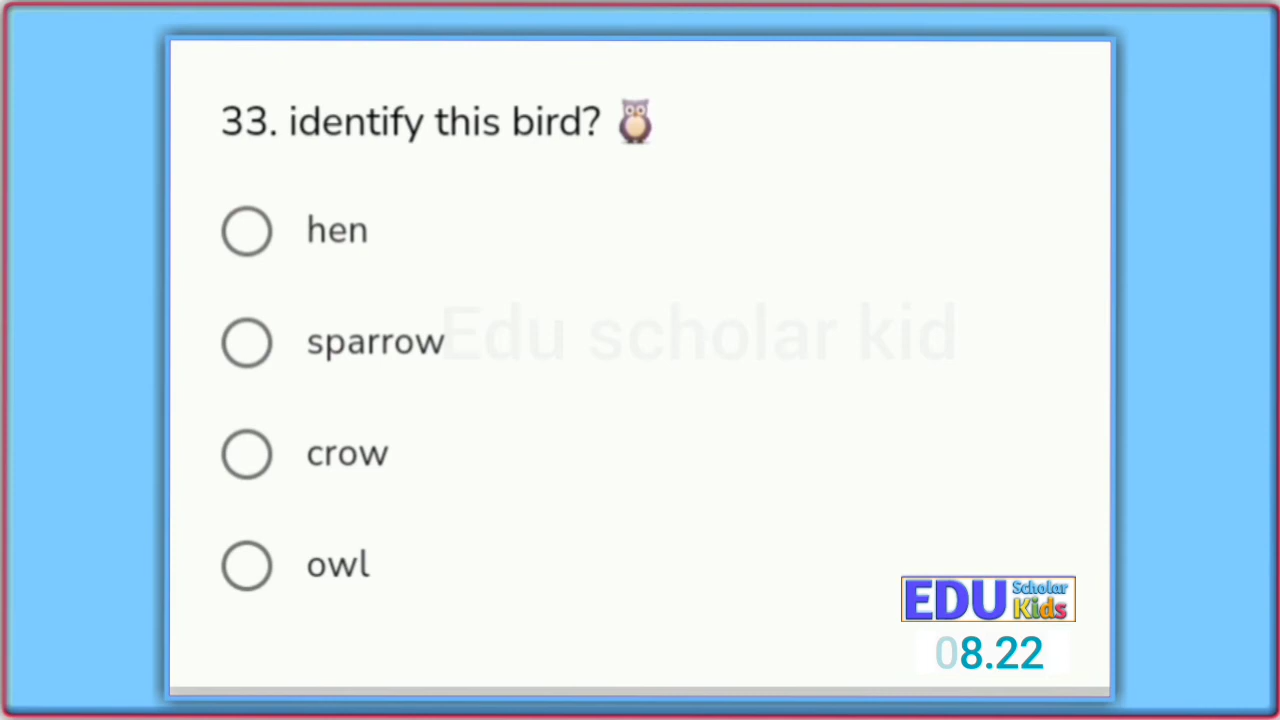 33. identify this bird? 🦉
hen
sparrow
Edu scholar kid
crow
owl
EDU Scholar Kids
08.22